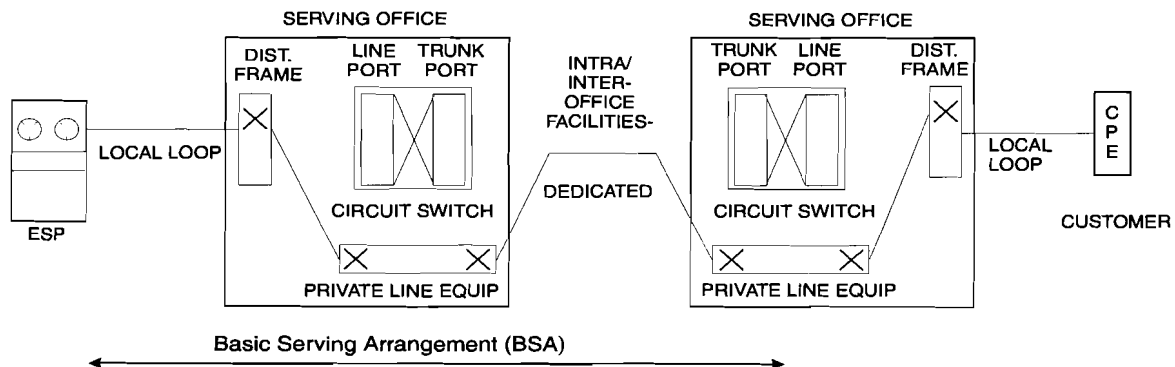 SERVING OFFICE
DIST.
FRAME
LINE
PORT
TRUNK
PORT
LOCAL LOOP
ESP
CIRCUIT SWITCH
PRIVATE LINE EQUIP
INTRA/
INTER-
OFFICE
FACILITIES-
DEDICATED
SERVING OFFICE
TRUNK
PORT
LINE
PORT
DIST.
FRAME
CIRCUIT SWITCH
PRIVATE LINE EQUIP
LOCAL
LOOP
CPE
CUSTOMER
Basic Serving Arrangement (BSA)